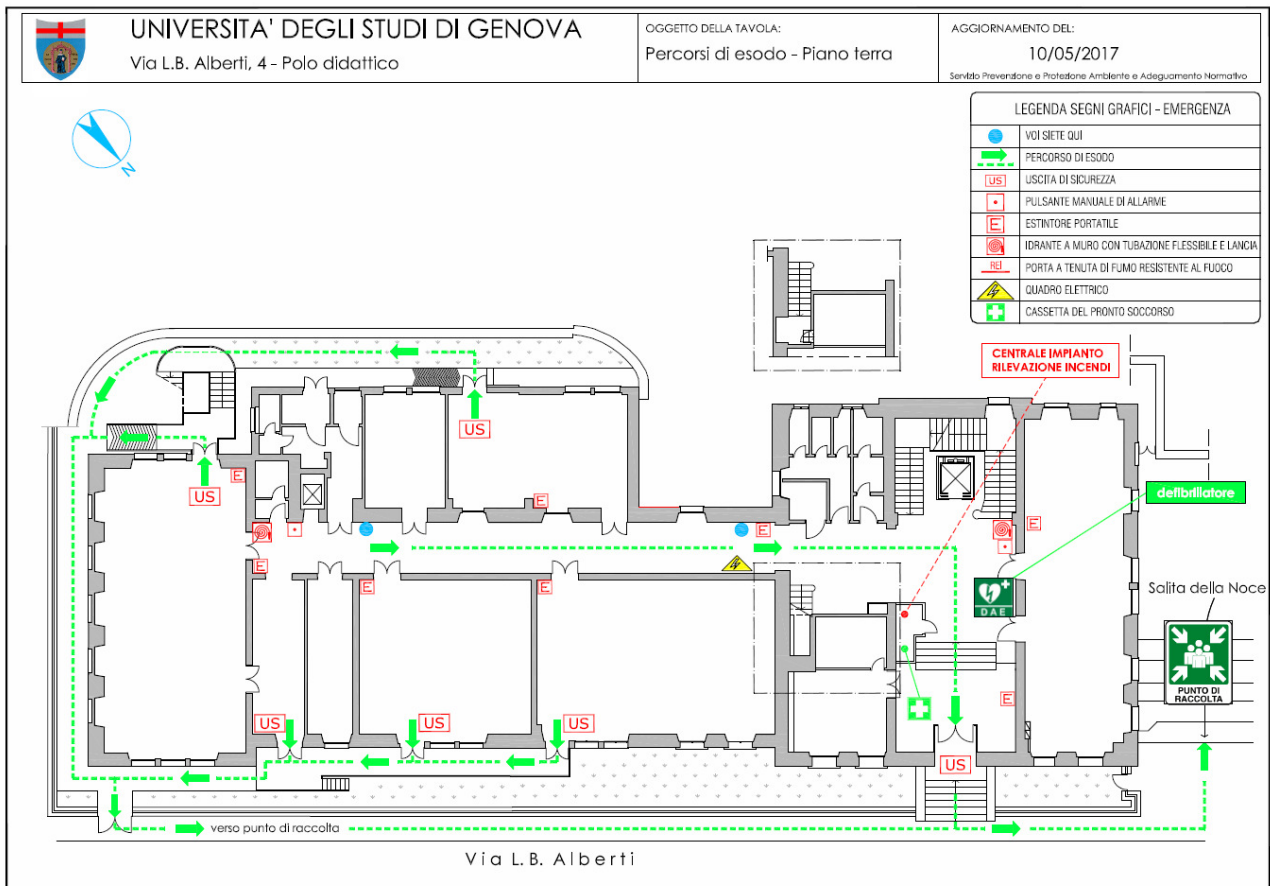 UNIVERSITA' DEGLI STUDI DI GENOVA
Via L.B. Alberti, 4 - Polo didattico
OGGETTO DELLA TAVOLA:
Percorsi di esodo - Piano terra
AGGIORNAMENTO DEL:
10/05/2017
Servizio Prevenzione e Protezione Ambiente e Adeguamento Normativo
N
LEGENDA SEGNI GRAFICI - EMERGENZA
VOI SIETE QUI
PERCORSO DI ESODO
US USCITA DI SICUREZZA
PULSANTE MANUALE DI ALLARME
E ESTINTORE PORTATILE
IDRANTE A MURO CON TUBAZIONE FLESSIBILE E LANCIA
REI PORTA A TENUTA DI FUMO RESISTENTE AL FUOCO
QUADRO ELETTRICO
CASSETTA DEL PRONTO SOCCORSO
CENTRALE IMPIANTO
RILEVAZIONE INCENDI
US
E
US
E
defibrillatore
E
E
E
E
E
DAE
Salita della Noce
PUNTO DI
RACCOLTA
E
US
US
US
US
verso punto di raccolta
Via L.B. Alberti